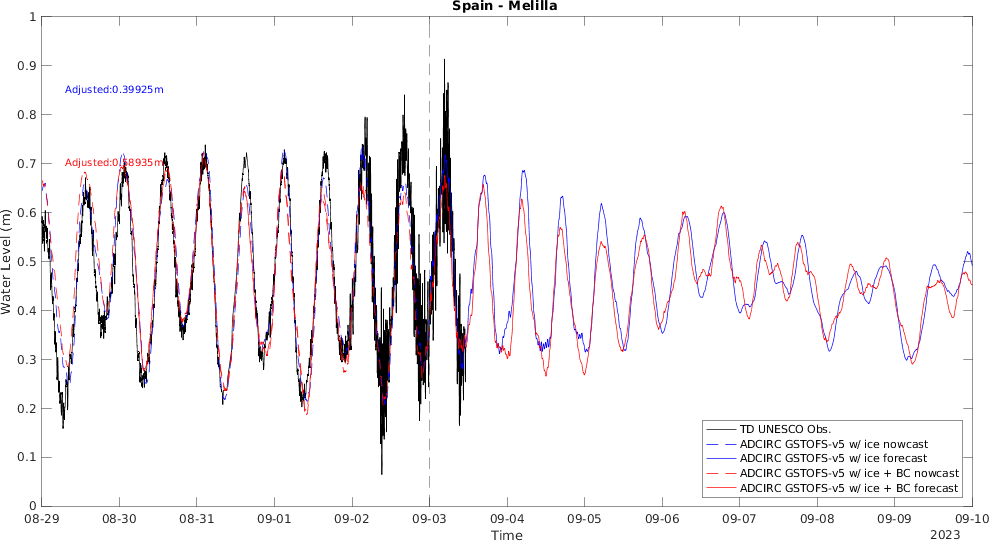 Spain - Melilla
Water Level (m)
1
0.9
0.8
0.7
0.6
0.5
0.4
0.3
0.2
0.1
0
Adjusted:0.39925m
Adjusted:0.68935m
TD UNESCO Obs.
ADCIRC GSTOFS-v5 w/ ice nowcast
ADCIRC GSTOFS-v5 w/ ice forecast
ADCIRC GSTOFS-v5 w/ ice + BC nowcast
ADCIRC GSTOFS-v5 w/ ice + BC forecast
08-29 08-30 08-31 09-01 09-02 09-03 09-04 09-05 09-06 09-07 09-08 09-09 09-10
Time
2023